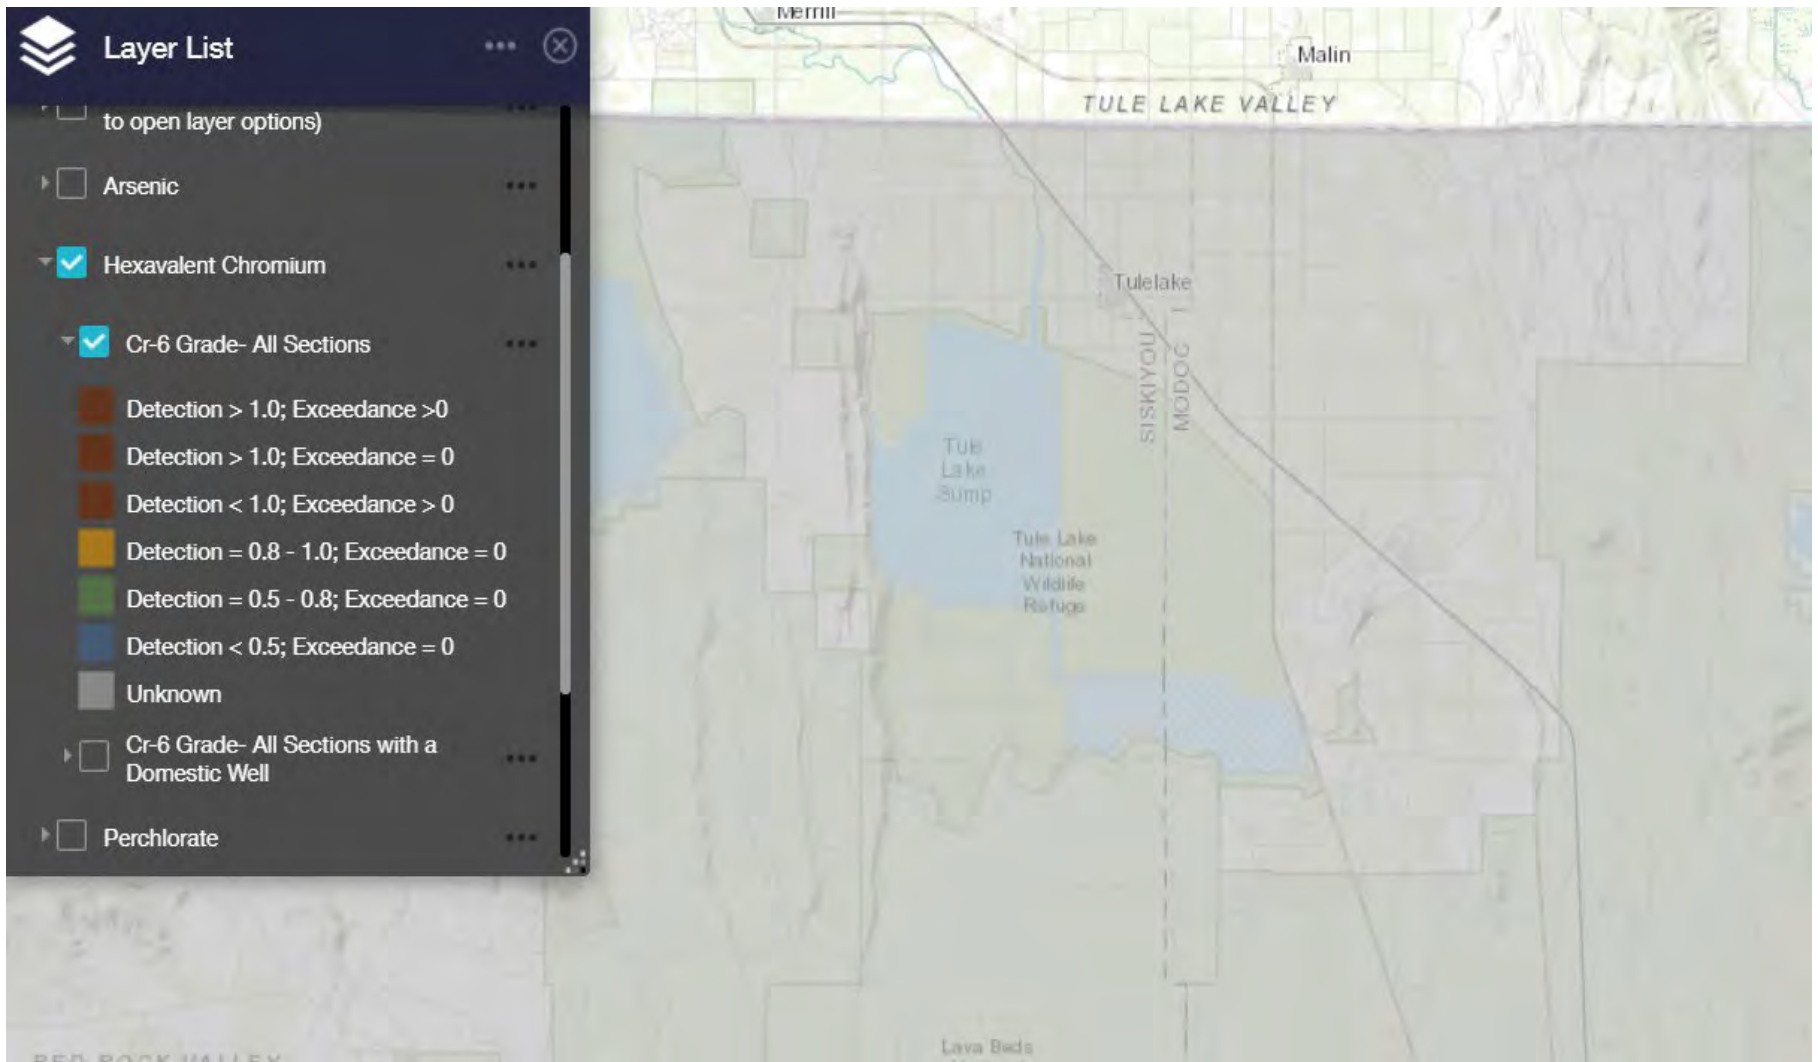 Layer List
to open layer options)
Arsenic
Hexavalent Chromium
Cr-6 Grade- All Sections
Detection > 1.0; Exceedance >0
Detection > 1.0; Exceedance = 0
Detection < 1.0; Exceedance > 0
Detection = 0.8 - 1.0; Exceedance = 0
Detection = 0.5 - 0.8; Exceedance = 0
Detection < 0.5; Exceedance = 0
Unknown
Cr-6 Grade- All Sections with a
Domestic Well
Perchlorate
Merrill
Malin
TULE LAKE VALLEY
Tulelake
SISKIYOU
MODOC
Tule
Lake
Sump
Tule Lake
National
Wildlife
Refuge
Lava Beds
RED ROCK VALLEY